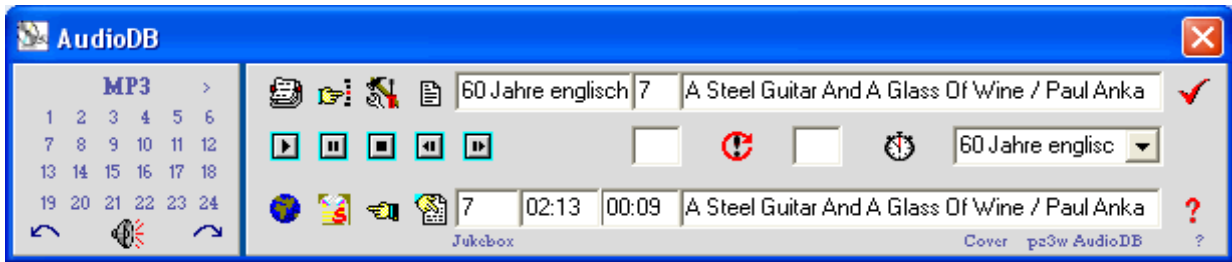 AudioDB
MP3 >
1 2 3 4 5 6
7 8 9 10 11 12
13 14 15 16 17 18
19 20 21 22 23 24
60 Jahre englisch 7 A Steel Guitar And A Glass Of Wine / Paul Anka
60 Jahre englisc
7 02:13 00:09 A Steel Guitar And A Glass Of Wine / Paul Anka ?
Jukebox Cover pz3w AudioDB ?